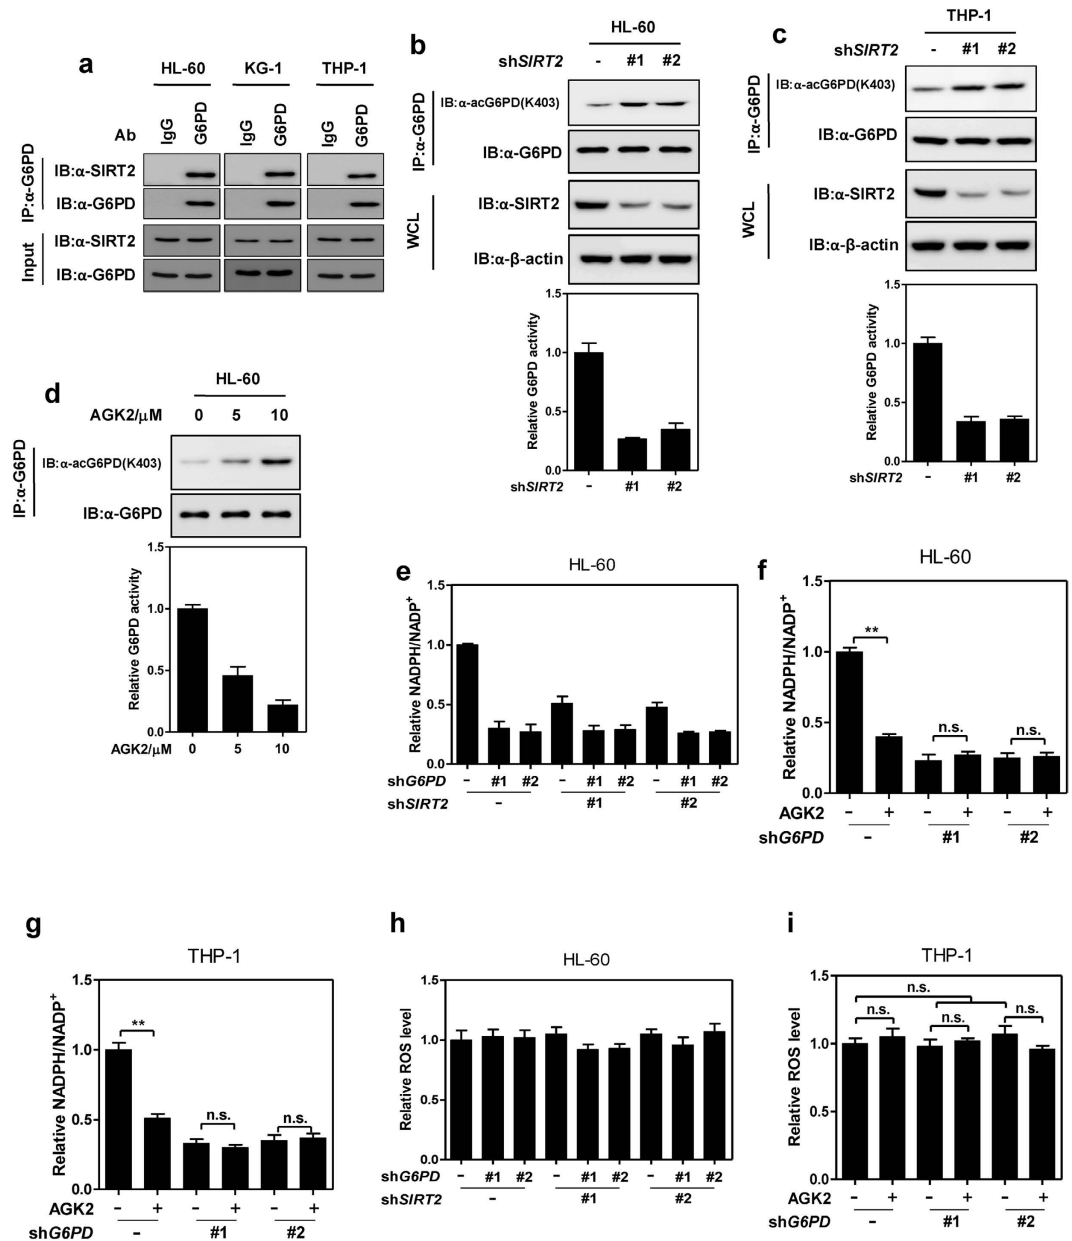 a
HL-60 KG-1 THP-1
Ab IgG G6PD IgG G6PD IgG G6PD
IP:α-G6PD
IB:α-SIRT2
IB:α-G6PD
Input
IB:α-SIRT2
IB:α-G6PD
b
HL-60
shSIRT2 - #1 #2
IP:α-G6PD
IB:α-acG6PD(K403)
IB:α-G6PD
WCL
IB:α-SIRT2
IB:α-β-actin
Relative G6PD activity
1.5
1.0
0.5
0.0
shSIRT2 - #1 #2
c
THP-1
shSIRT2 - #1 #2
IP:α-G6PD
IB:α-acG6PD(K403)
IB:α-G6PD
WCL
IB:α-SIRT2
IB:α-β-actin
Relative G6PD activity
1.5
1.0
0.5
0.0
shSIRT2 - #1 #2
d
HL-60
AGK2/μM 0 5 10
IP:α-G6PD
IB:α-acG6PD(K403)
IB:α-G6PD
Relative G6PD activity
1.5
1.0
0.5
0.0
AGK2/μM 0 5 10
e
HL-60
Relative NADPH/NADP+
1.5
1.0
0.5
0.0
shG6PD - #1 #2 - #1 #2 - #1 #2
shSIRT2 - #1 #2
f
HL-60
Relative NADPH/NADP+
1.5
1.0
0.5
0.0
** n.s. n.s.
AGK2 - + - + - +
shG6PD - #1 #2
g
THP-1
Relative NADPH/NADP+
1.5
1.0
0.5
0.0
** n.s. n.s.
AGK2 - + - + - +
shG6PD - #1 #2
h
HL-60
Relative ROS level
1.5
1.0
0.5
0.0
shG6PD - #1 #2 - #1 #2 - #1 #2
shSIRT2 - #1 #2
i
THP-1
Relative ROS level
1.5
1.0
0.5
0.0
n.s.
n.s. n.s. n.s.
AGK2 - + - + - +
shG6PD - #1 #2